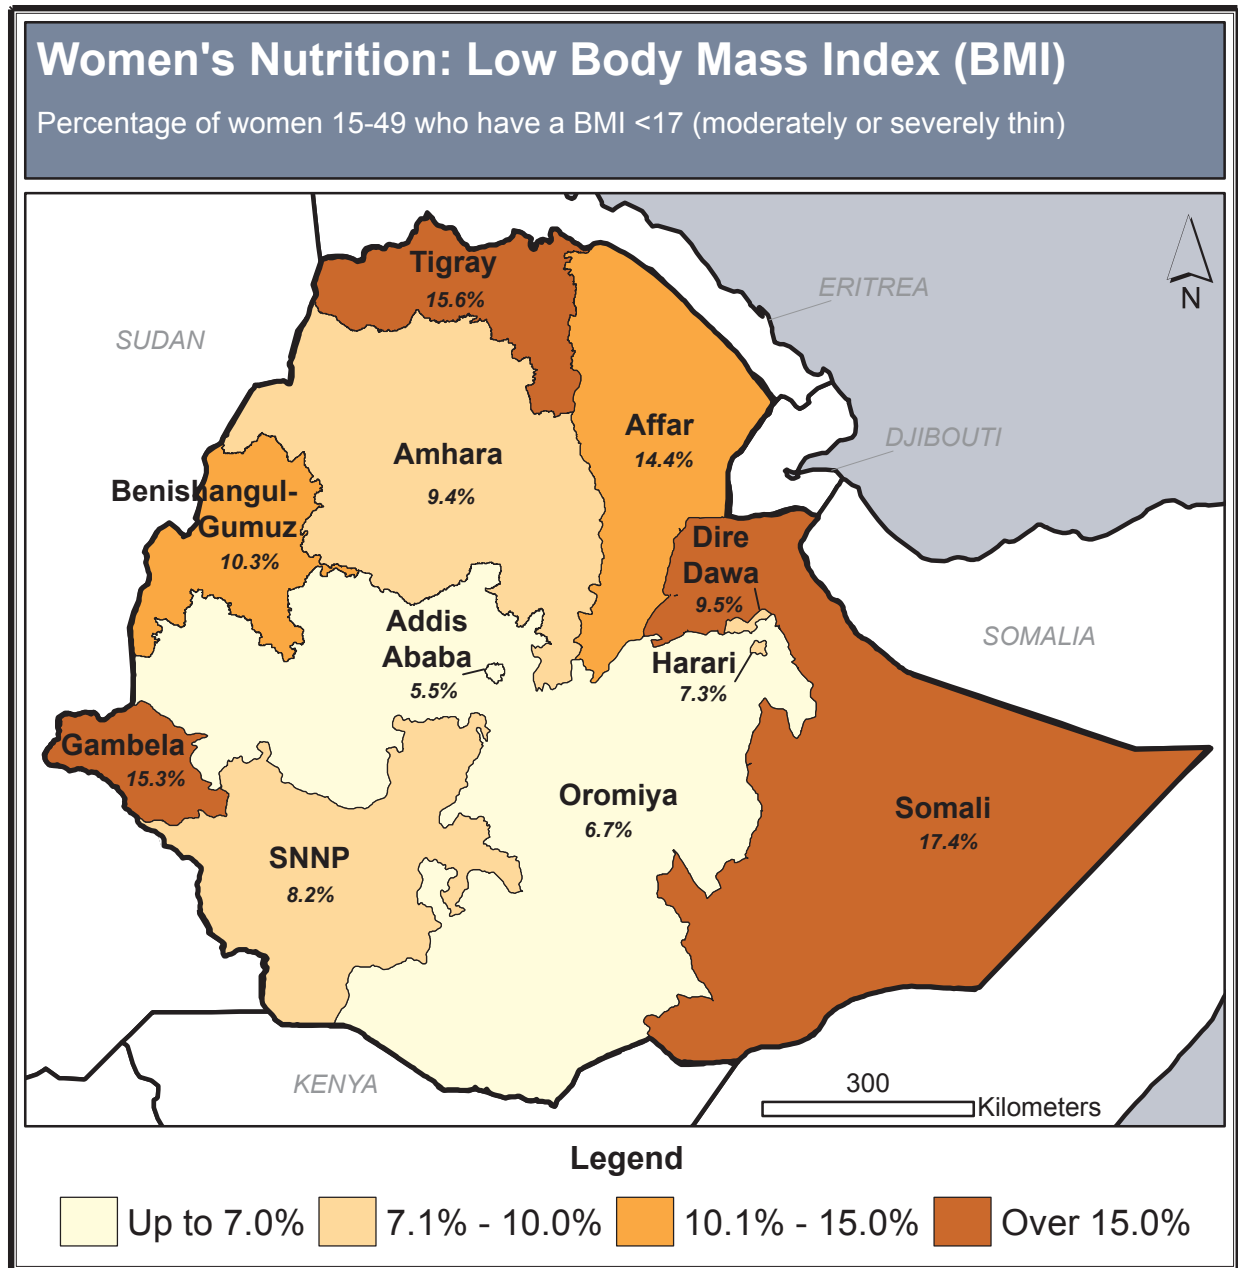 Women's Nutrition: Low Body Mass Index (BMI)
Percentage of women 15-49 who have a BMI <17 (moderately or severely thin)
Tigray
15.6%
ERITREA
N
SUDAN
Affar
14.4%
DJIBOUTI
Amhara
9.4%
Benishangul-
Gumuz
10.3%
Dire
Dawa
9.5%
Addis
Ababa
5.5%
SOMALIA
Harari
7.3%
Gambela
15.3%
Oromiya
6.7%
Somali
17.4%
SNNP
8.2%
KENYA
300
Kilometers
Legend
Up to 7.0%
7.1% - 10.0%
10.1% - 15.0%
Over 15.0%